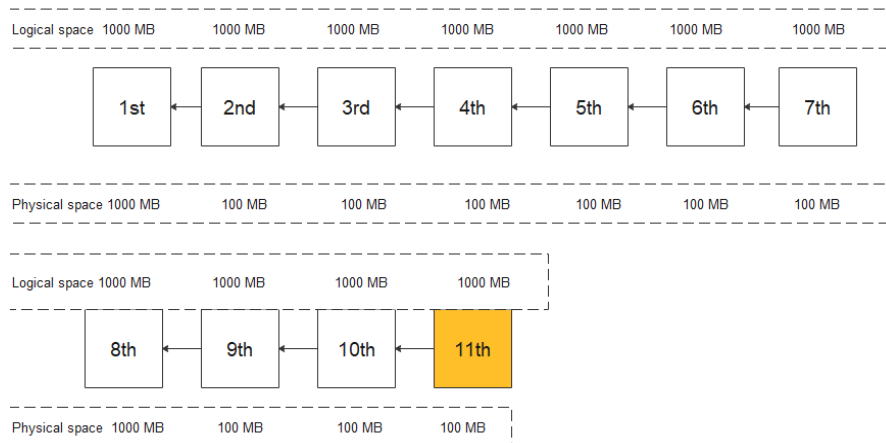 Logical space 1000 MB 1000 MB 1000 MB 1000 MB 1000 MB 1000 MB 1000 MB
1st 2nd 3rd 4th 5th 6th 7th
Physical space 1000 MB 100 MB 100 MB 100 MB 100 MB 100 MB 100 MB
Logical space 1000 MB 1000 MB 1000 MB 1000 MB
8th 9th 10th 11th
Physical space 1000 MB 100 MB 100 MB 100 MB